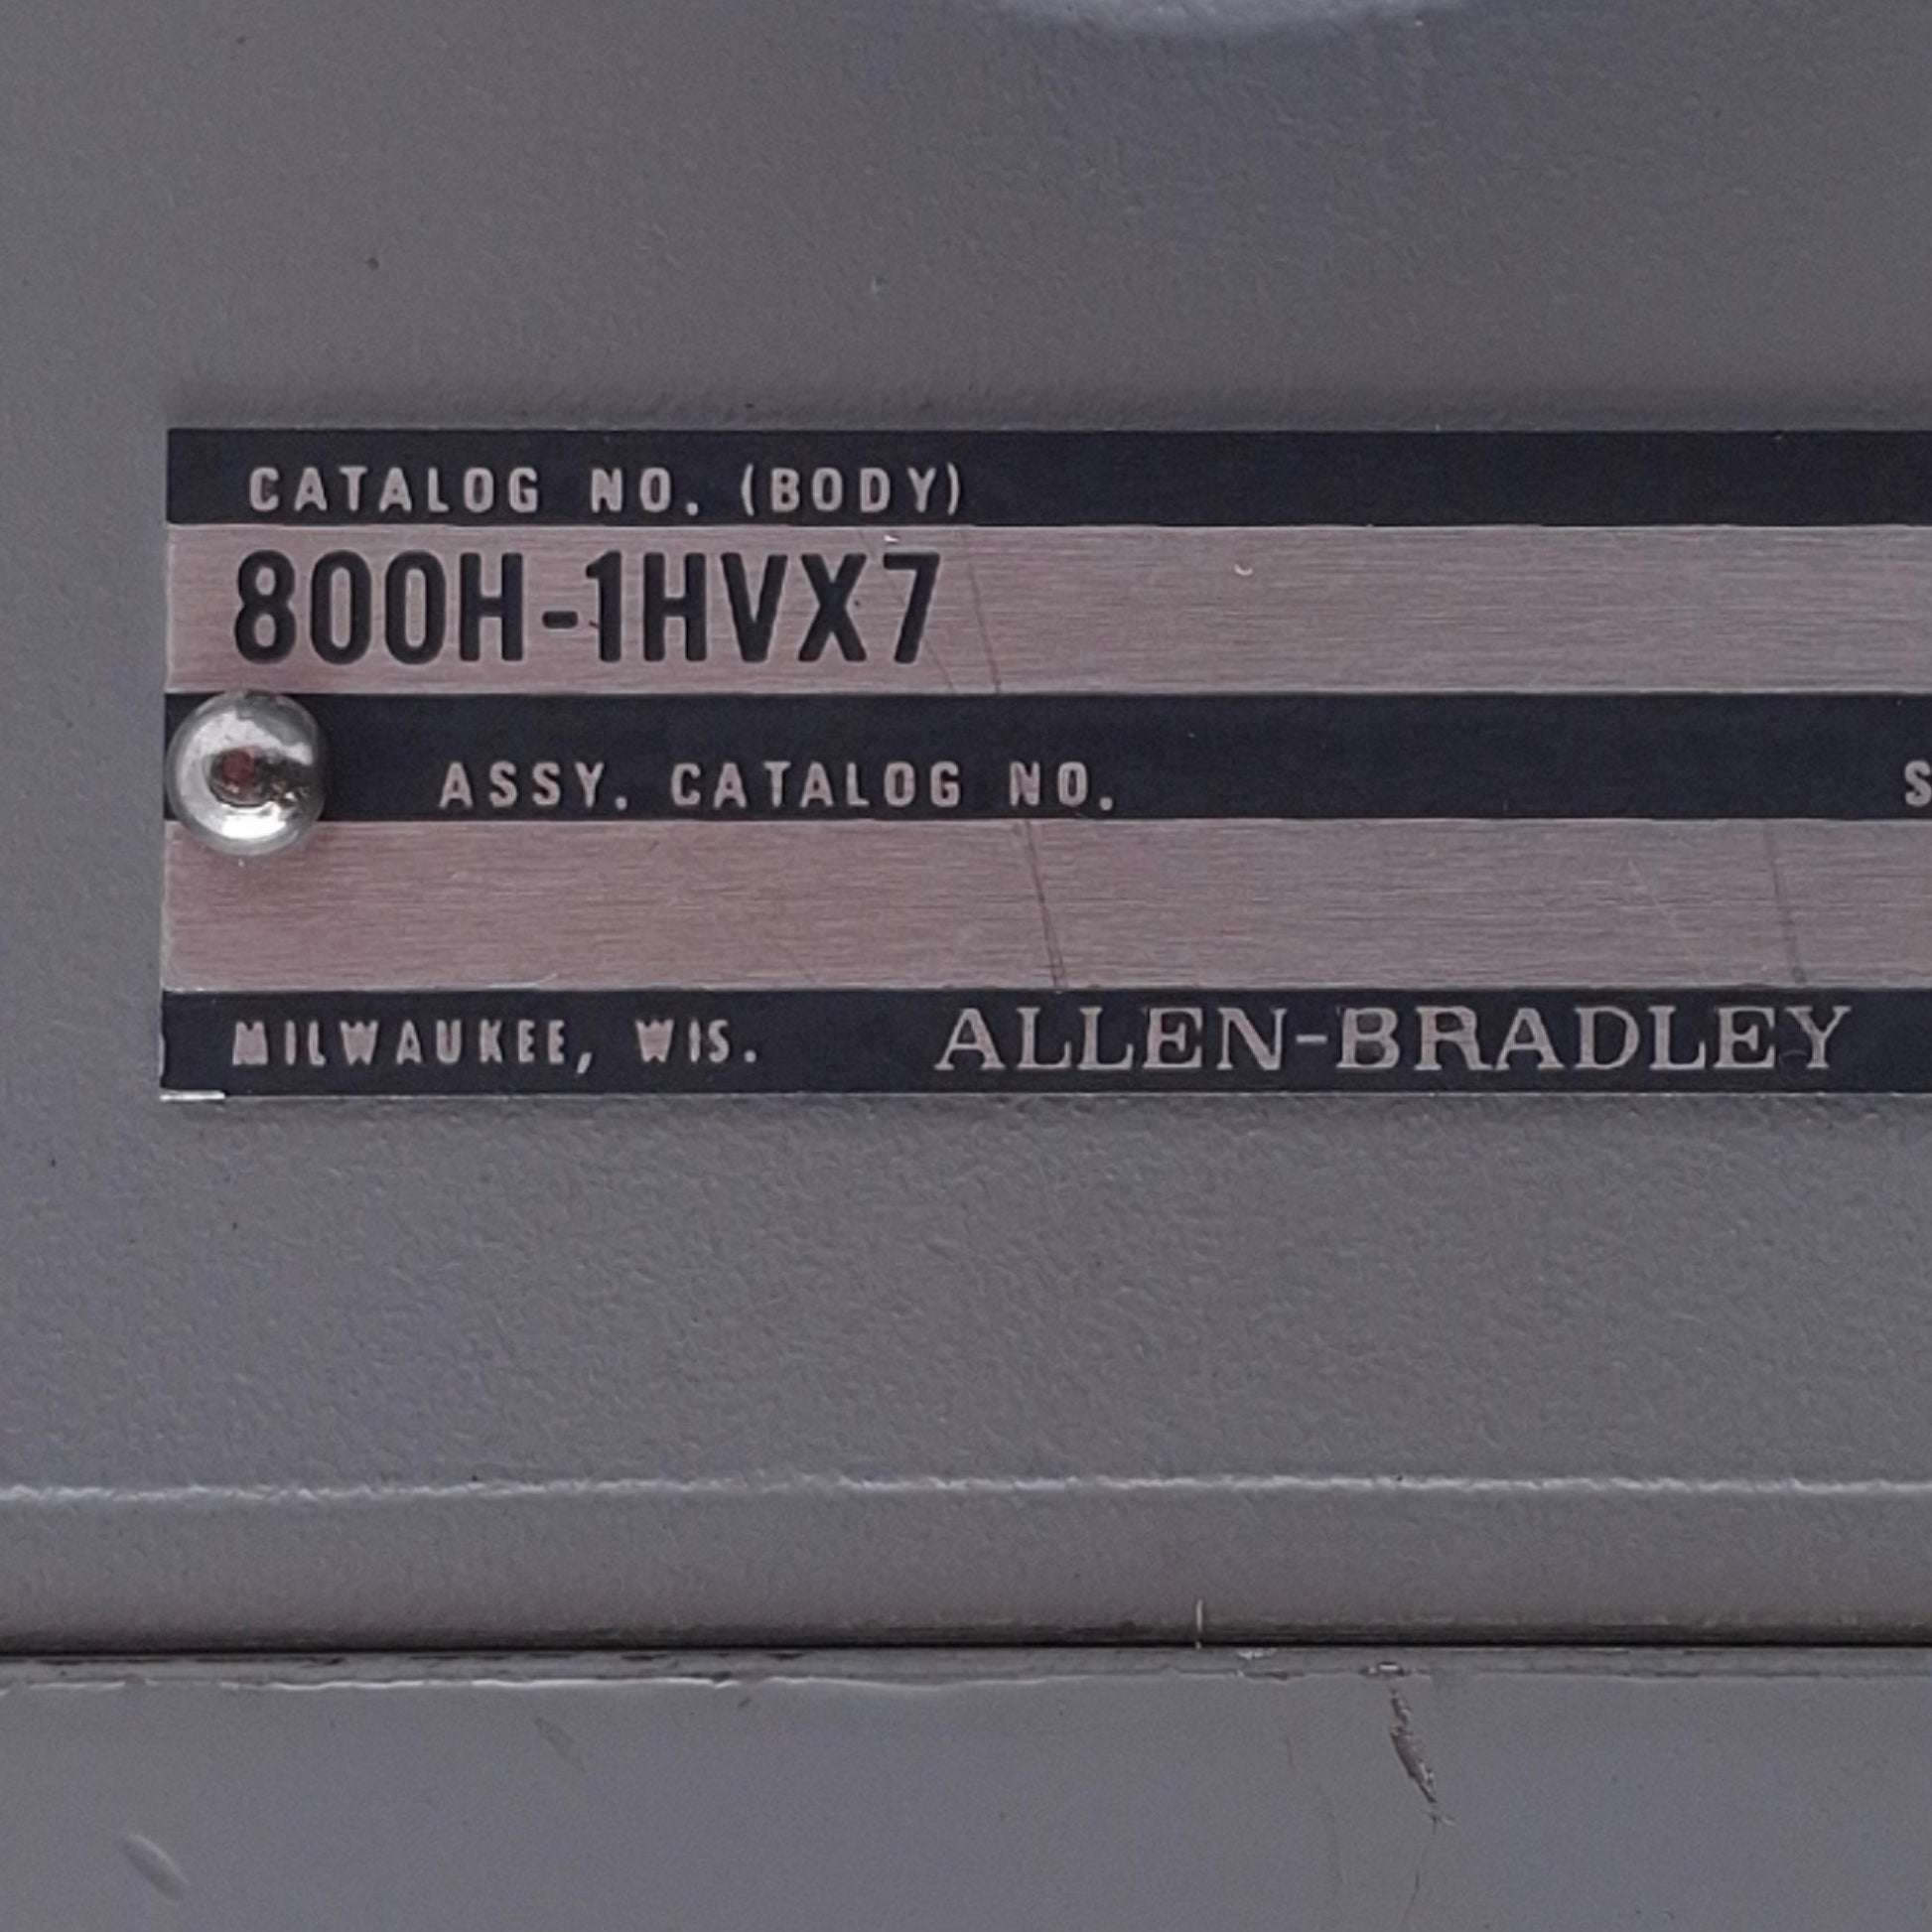 CATALOG NO. (BODY)
800H-1HVX7
ASSY. CATALOG NO.
MILWAUKEE, WIS. ALLEN-BRADLEY